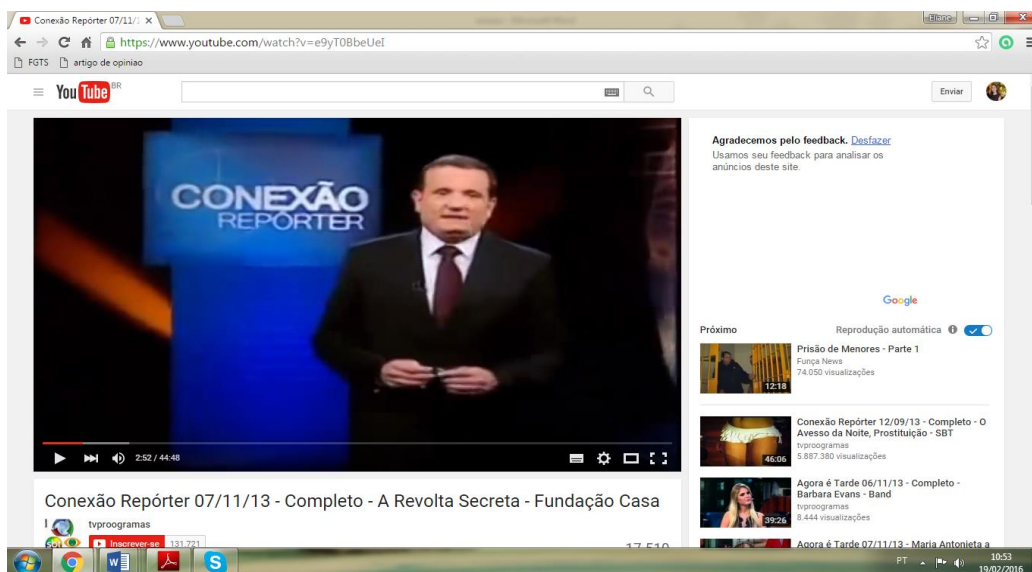 Conexão Repórter 07/11/1
Eliane
https://www.youtube.com/watch?v=e9yT0BbeUeI
FGTS
artigo de opiniao
YouTube BR
Enviar
CONEXÃO
REPÓRTER
2:52 / 44:48
Conexão Repórter 07/11/13 - Completo - A Revolta Secreta - Fundação Casa
tvproogramas
Inscrever-se 131.721
17.510
Agradecemos pelo feedback. Desfazer
Usamos seu feedback para analisar os
anúncios deste site.
Google
Próximo
Reprodução automática
Prisão de Menores - Parte 1
Funça News
74.050 visualizações
12:18
Conexão Repórter 12/09/13 - Completo - O
Avesso da Noite, Prostituição - SBT
tvproogramas
5.887.380 visualizações
46:06
Agora é Tarde 06/11/13 - Completo -
Barbara Evans - Band
tvproogramas
8.444 visualizações
39:26
Agora é Tarde 07/11/13 - Maria Antonieta a
PT
10:53
19/02/2016